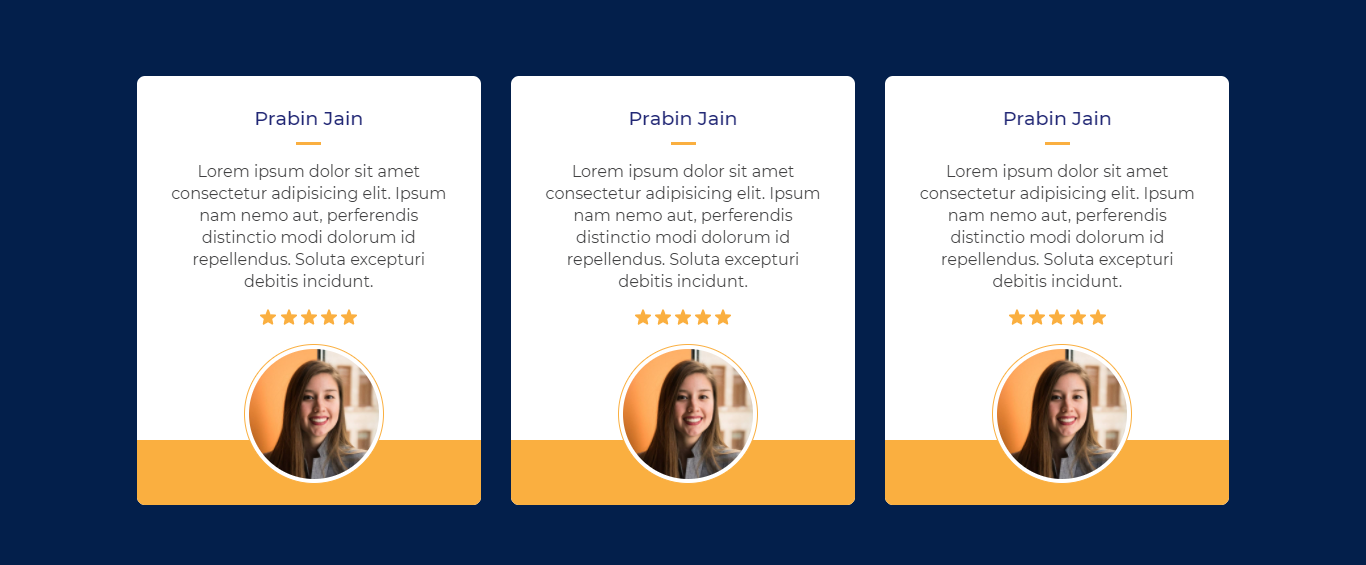 Prabin Jain
Lorem ipsum dolor sit amet
consectetur adipisicing elit. Ipsum
nam nemo aut, perferendis
distinctio modi dolorum id
repellendus. Soluta excepturi
debitis incidunt.
Prabin Jain
Lorem ipsum dolor sit amet
consectetur adipisicing elit. Ipsum
nam nemo aut, perferendis
distinctio modi dolorum id
repellendus. Soluta excepturi
debitis incidunt.
Prabin Jain
Lorem ipsum dolor sit amet
consectetur adipisicing elit. Ipsum
nam nemo aut, perferendis
distinctio modi dolorum id
repellendus. Soluta excepturi
debitis incidunt.